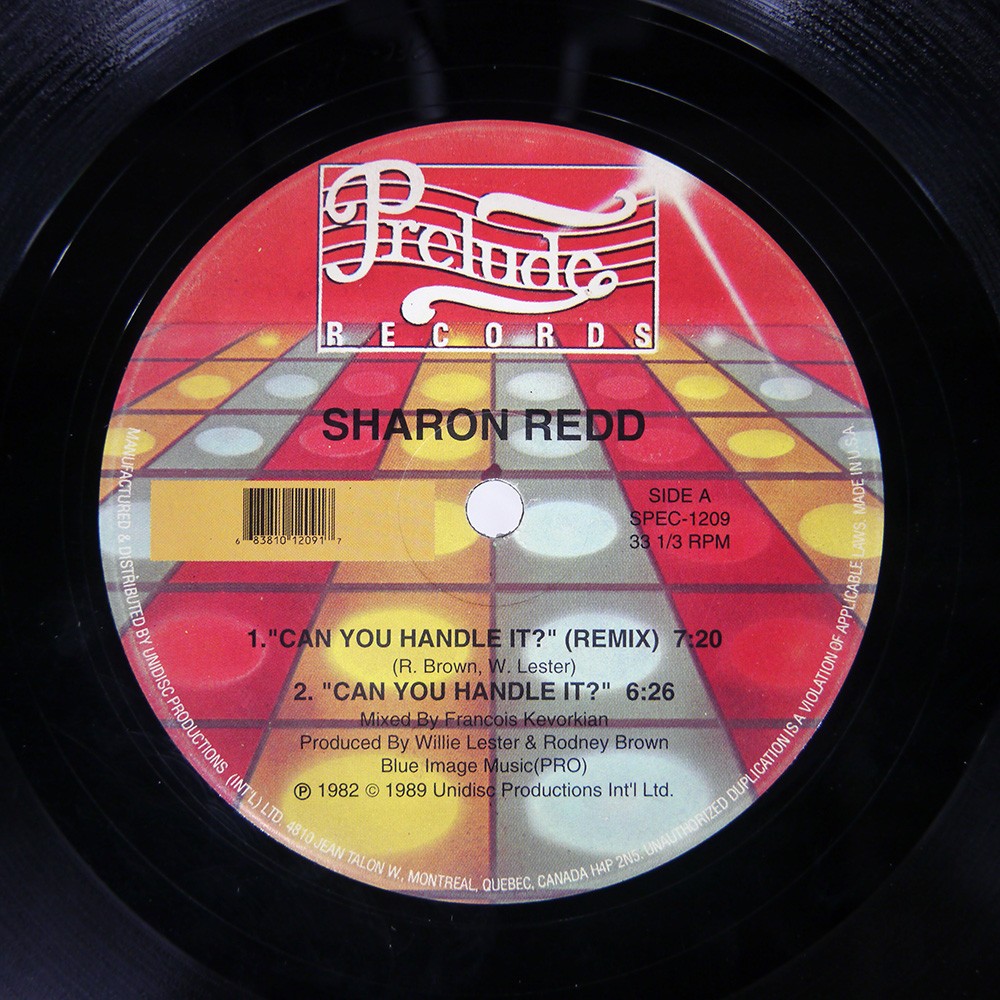 Prelude
RECORDS
SHARON REDD
6 83810 12091 7
SIDE A
SPEC-1209
33 1/3 RPM
1."CAN YOU HANDLE IT?" (REMIX) 7:20
(R. Brown, W. Lester)
2. "CAN YOU HANDLE IT?" 6:26
Mixed By Francois Kevorkian
Produced By Willie Lester & Rodney Brown
Blue Image Music(PRO)
℗ 1982 © 1989 Unidisc Productions Int'l Ltd.
MANUFACTURED & DISTRIBUTED BY UNIDISC PRODUCTIONS (INT'L) LTD. 4810 JEAN TALON W., MONTREAL, QUEBEC, CANADA H4P 2N5. UNAUTHORIZED DUPLICATION IS A VIOLATION OF APPLICABLE LAWS. MADE IN U.S.A.